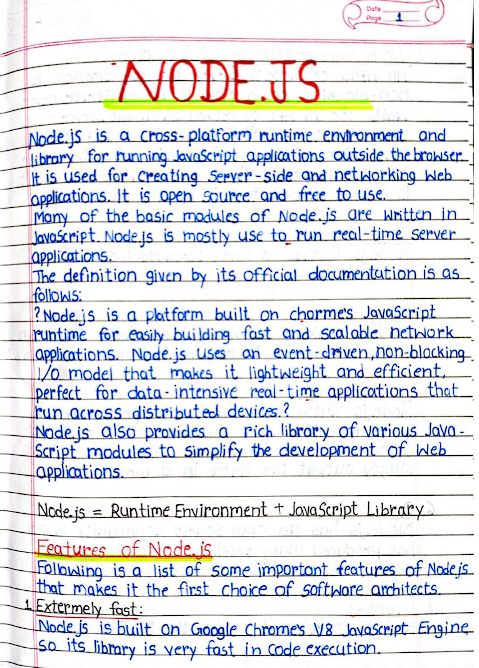 Date
Page 1
NODE.JS
Node.js is a cross-platform runtime environment and
library for running JavaScript applications outside the browser
It is used for creating server-side and networking web
applications. It is open source and free to use.
Many of the basic modules of Node.js are written in
JavaScript. Node.js is mostly use to run real-time server
applications.
The definition given by its official documentation is as
follows:
?Node.js is a platform built on chorme's JavaScript
runtime for easily building fast and scalable network
applications. Node.js uses an event-driven, non-blocking
I/O model that makes it lightweight and efficient,
perfect for data-intensive real-time applications that
run across distributed devices.?
Node.js also provides a rich library of various Java-
Script modules to simplify the development of web
applications.
Node.js = Runtime Environment + JavaScript Library
Features of Node.js
Following is a list of some important features of Node.js
that makes it the first choice of software architects.
1. Extermely fast:
Node.js is built on Google Chrome's V8 JavaScript Engine
so its library is very fast in code execution.